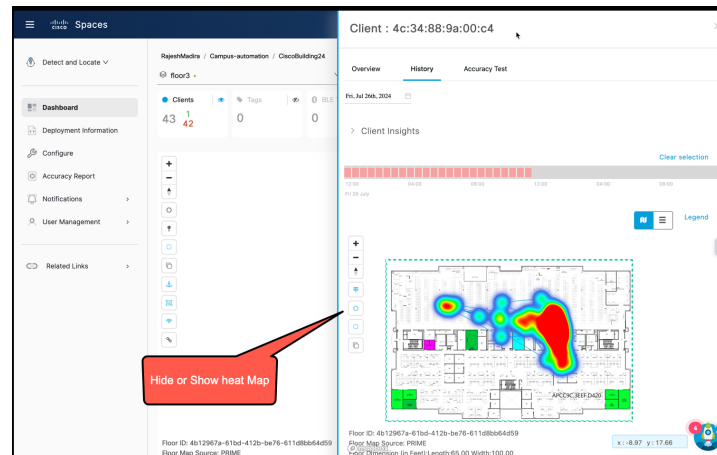 cisco Spaces
Detect and Locate
Dashboard
Deployment Information
Configure
Accuracy Report
Notifications
User Management
Related Links
RajeshMadira / Campus-automation / CiscoBuilding24
floor3
Clients
Tags
BLE
43 1
42
0
0
Floor ID: 4b12967a-61bd-412b-be76-611d8bb64d59
Floor Map Source: PRIME
Hide or Show heat Map
Client : 4c:34:88:9a:00:c4
Overview
History
Accuracy Test
Fri, Jul 26th, 2024
Client Insights
Clear selection
12:00 04:00 08:00 12:00 04:00 08:00
Fri 26 July
Legend
APCC9C.3EEF.D420
Floor ID: 4b12967a-61bd-412b-be76-611d8bb64d59
Floor Map Source: PRIME
Floor Dimension (in Feet):Length:65.00 Width:100.00
x : -8.97 y : 17.66
4